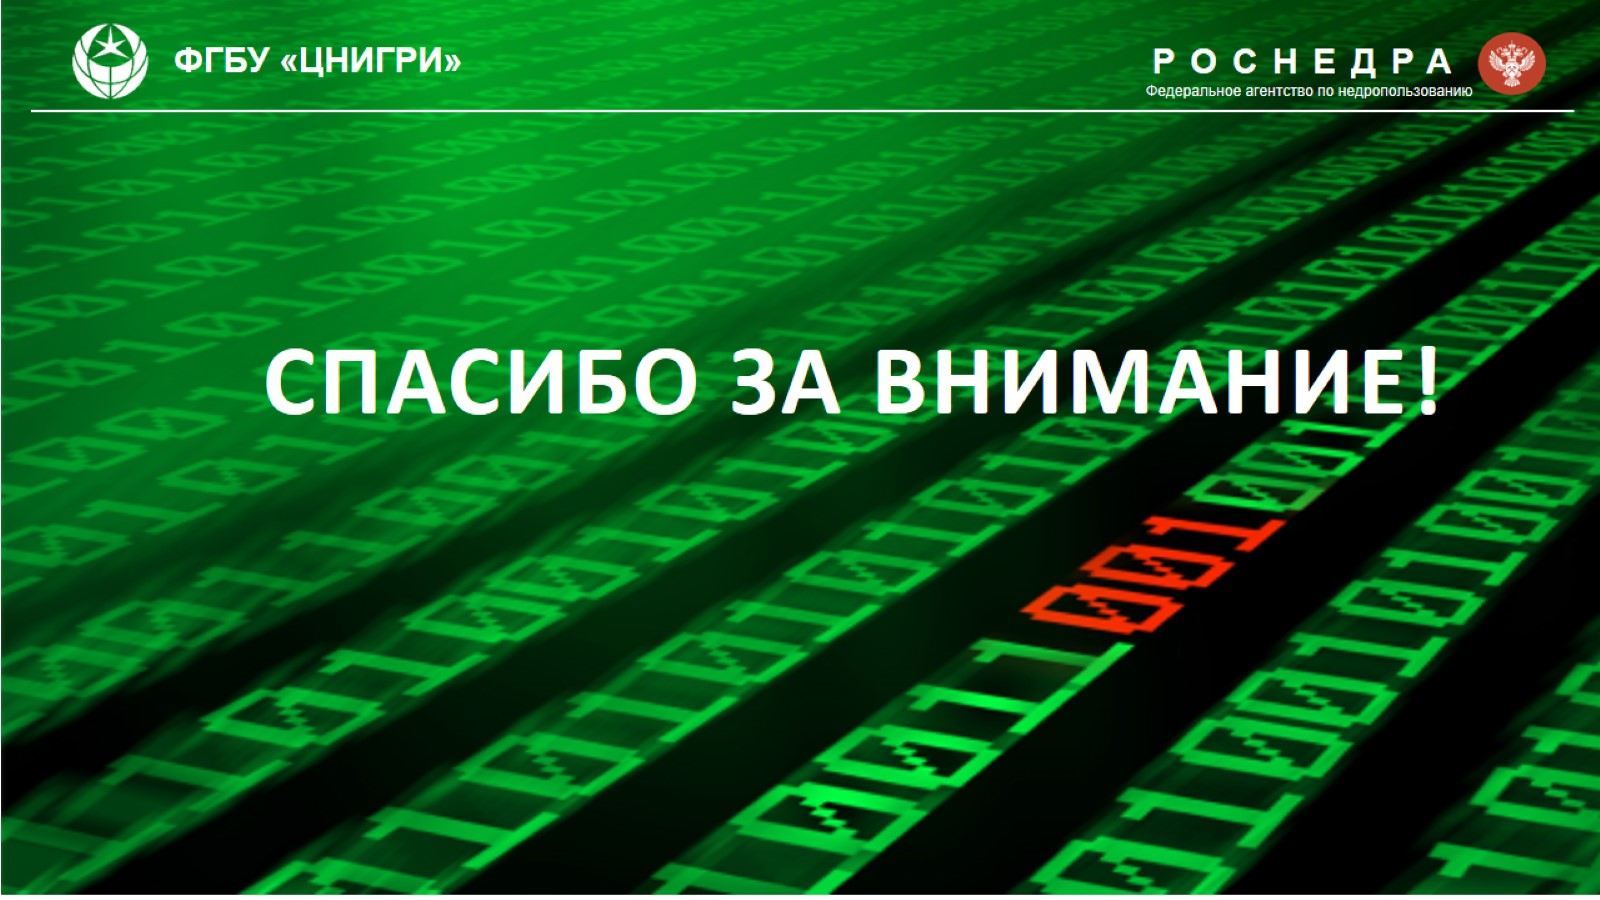 ФГБУ «ЦНИГРИ»
РОСНЕДРА
Федеральное агентство по недропользованию
СПАСИБО ЗА ВНИМАНИЕ!